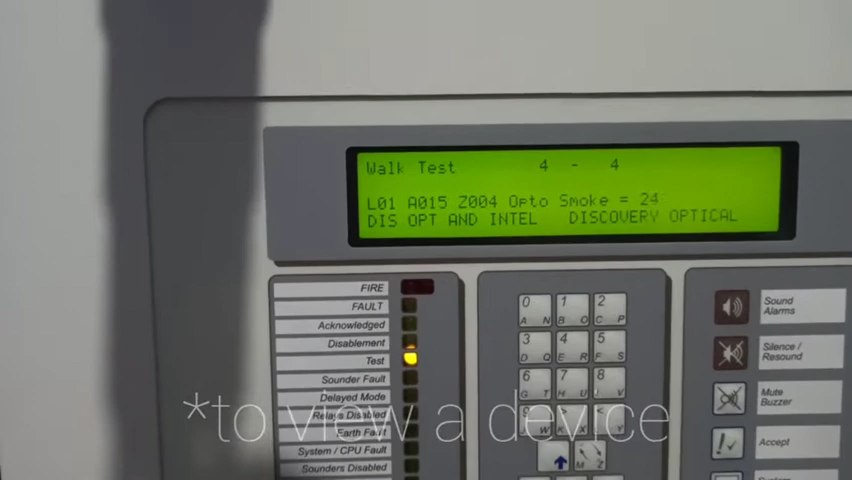 Walk Test 4 - 4
L01 A015 Z004 Opto Smoke = 24
DIS OPT AND INTEL DISCOVERY OPTICAL
FIRE
FAULT
Acknowledged
Disablement
Test
Sounder Fault
Delayed Mode
Relays Disabled
Earth Fault
System / CPU Fault
Sounders Disabled
0 1 2
A N B O C P
3 4 5
D Q E R F S
6 7 8
G T H U J V
9 > <
W K X Y
M Z
Sound
Alarms
Silence /
Resound
Mute
Buzzer
Accept
*to view a device